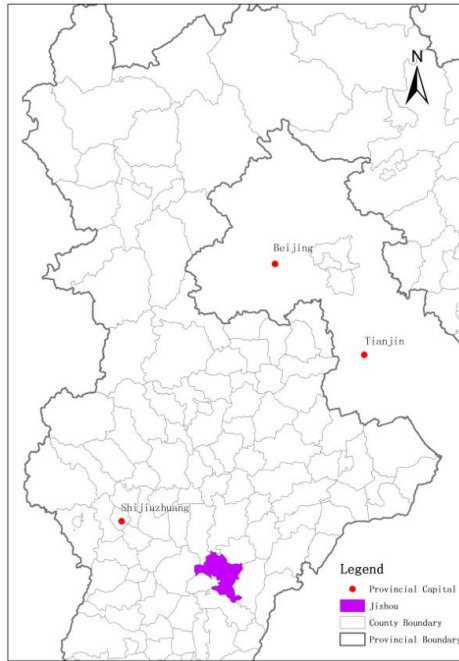 N
Beijing
Tianjin
Shijiazhuang
Legend
Provincial Capital
Jizhou
County Boundary
Provincial Boundary